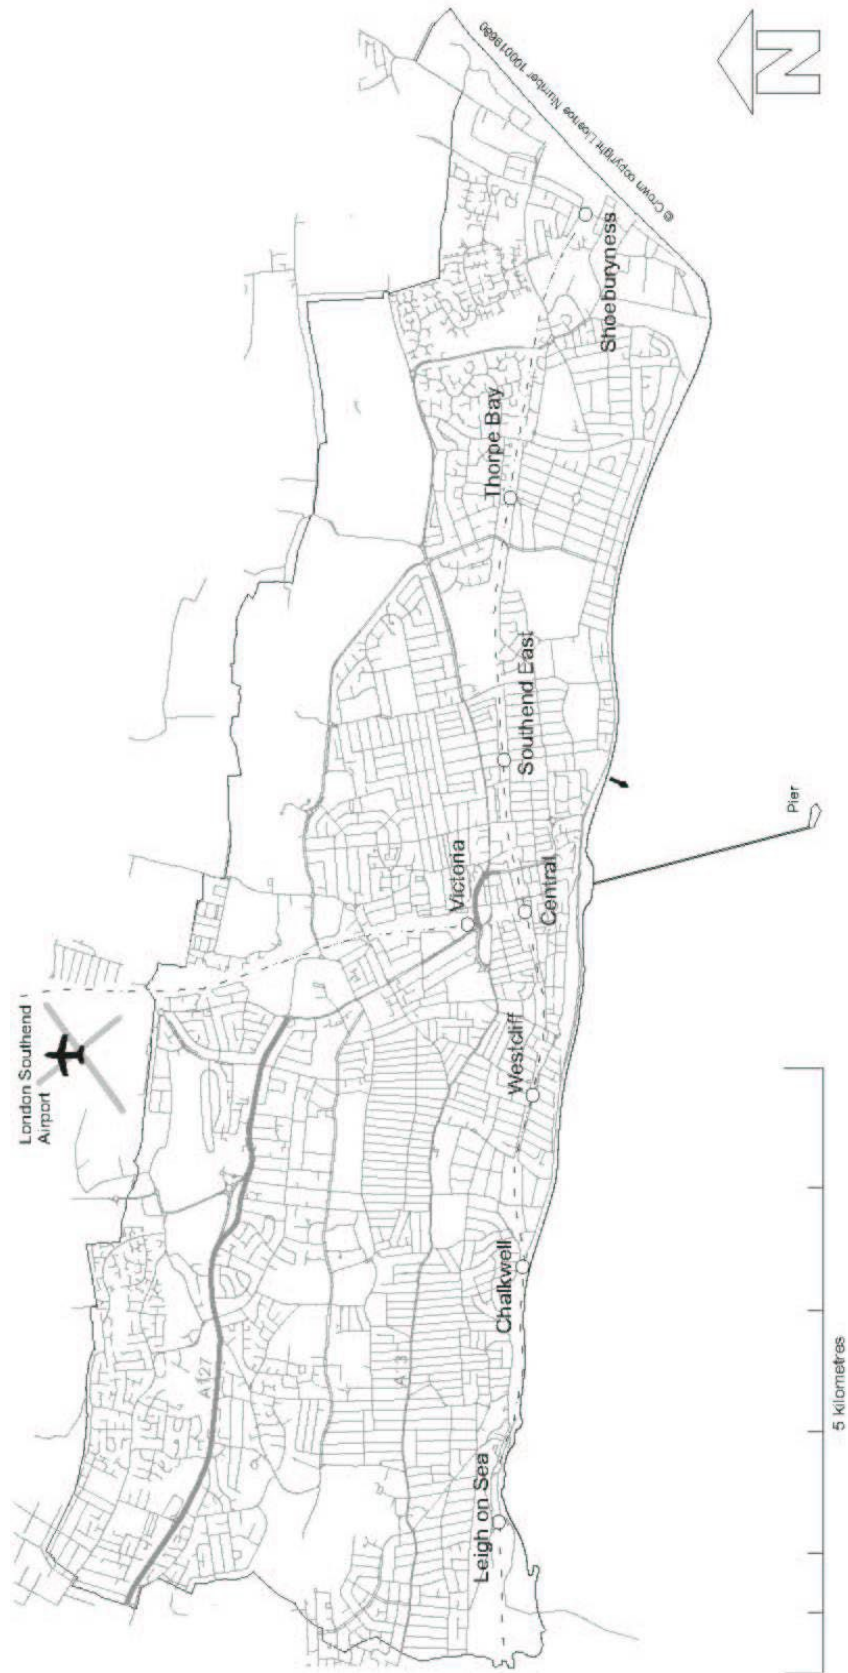 London Southend
Airport
A127
A13
Leigh on Sea
Chalkwell
Westcliff
Victoria
Central
Southend East
Thorpe Bay
Shoeburyness
Pier
5 kilometres
N
© Crown copyright Licence Number 100019680